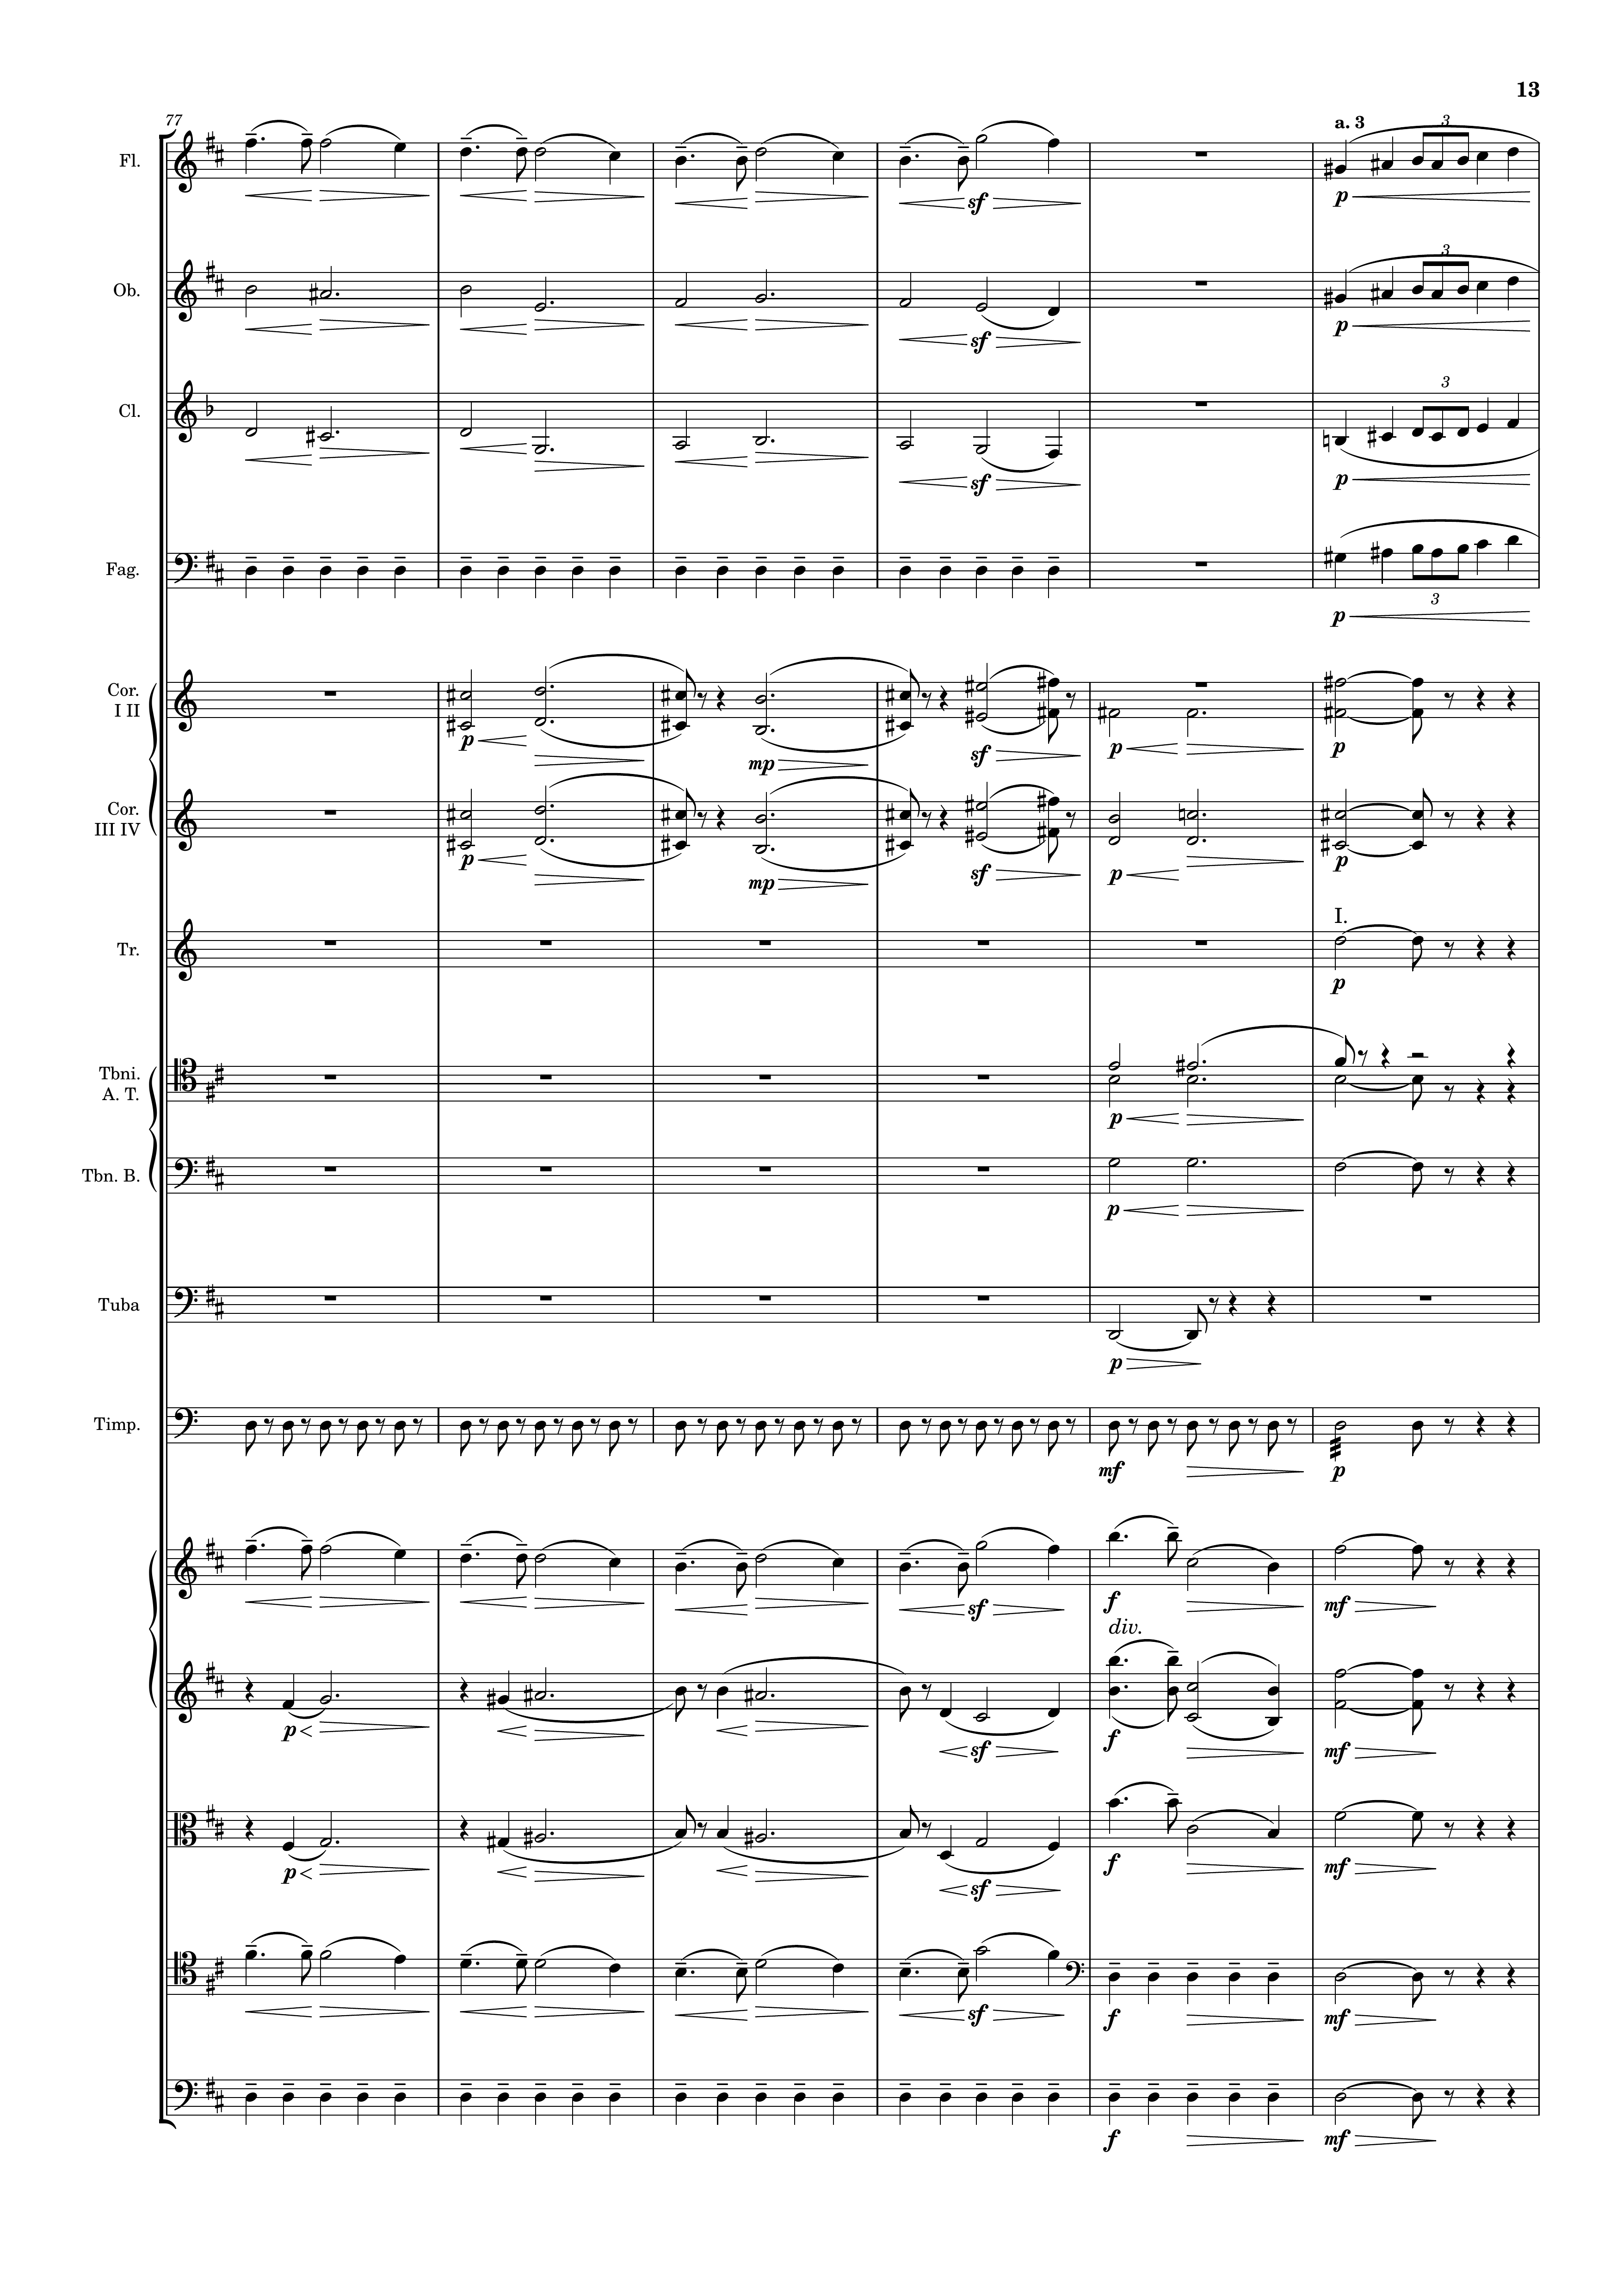 13
77
a. 3
Fl.
3
sf
p
Ob.
3
sf
p
Cl.
3
sf
p
Fag.
3
p
Cor.
I II
p
mp
sf
p
p
Cor.
III IV
p
mp
sf
p
p
I.
Tr.
p
Tbni.
A. T.
p
Tbn. B.
p
Tuba
p
Timp.
mf
p
sf
f
mf
div.
p
sf
f
mf
p
sf
f
mf
sf
f
mf
f
mf